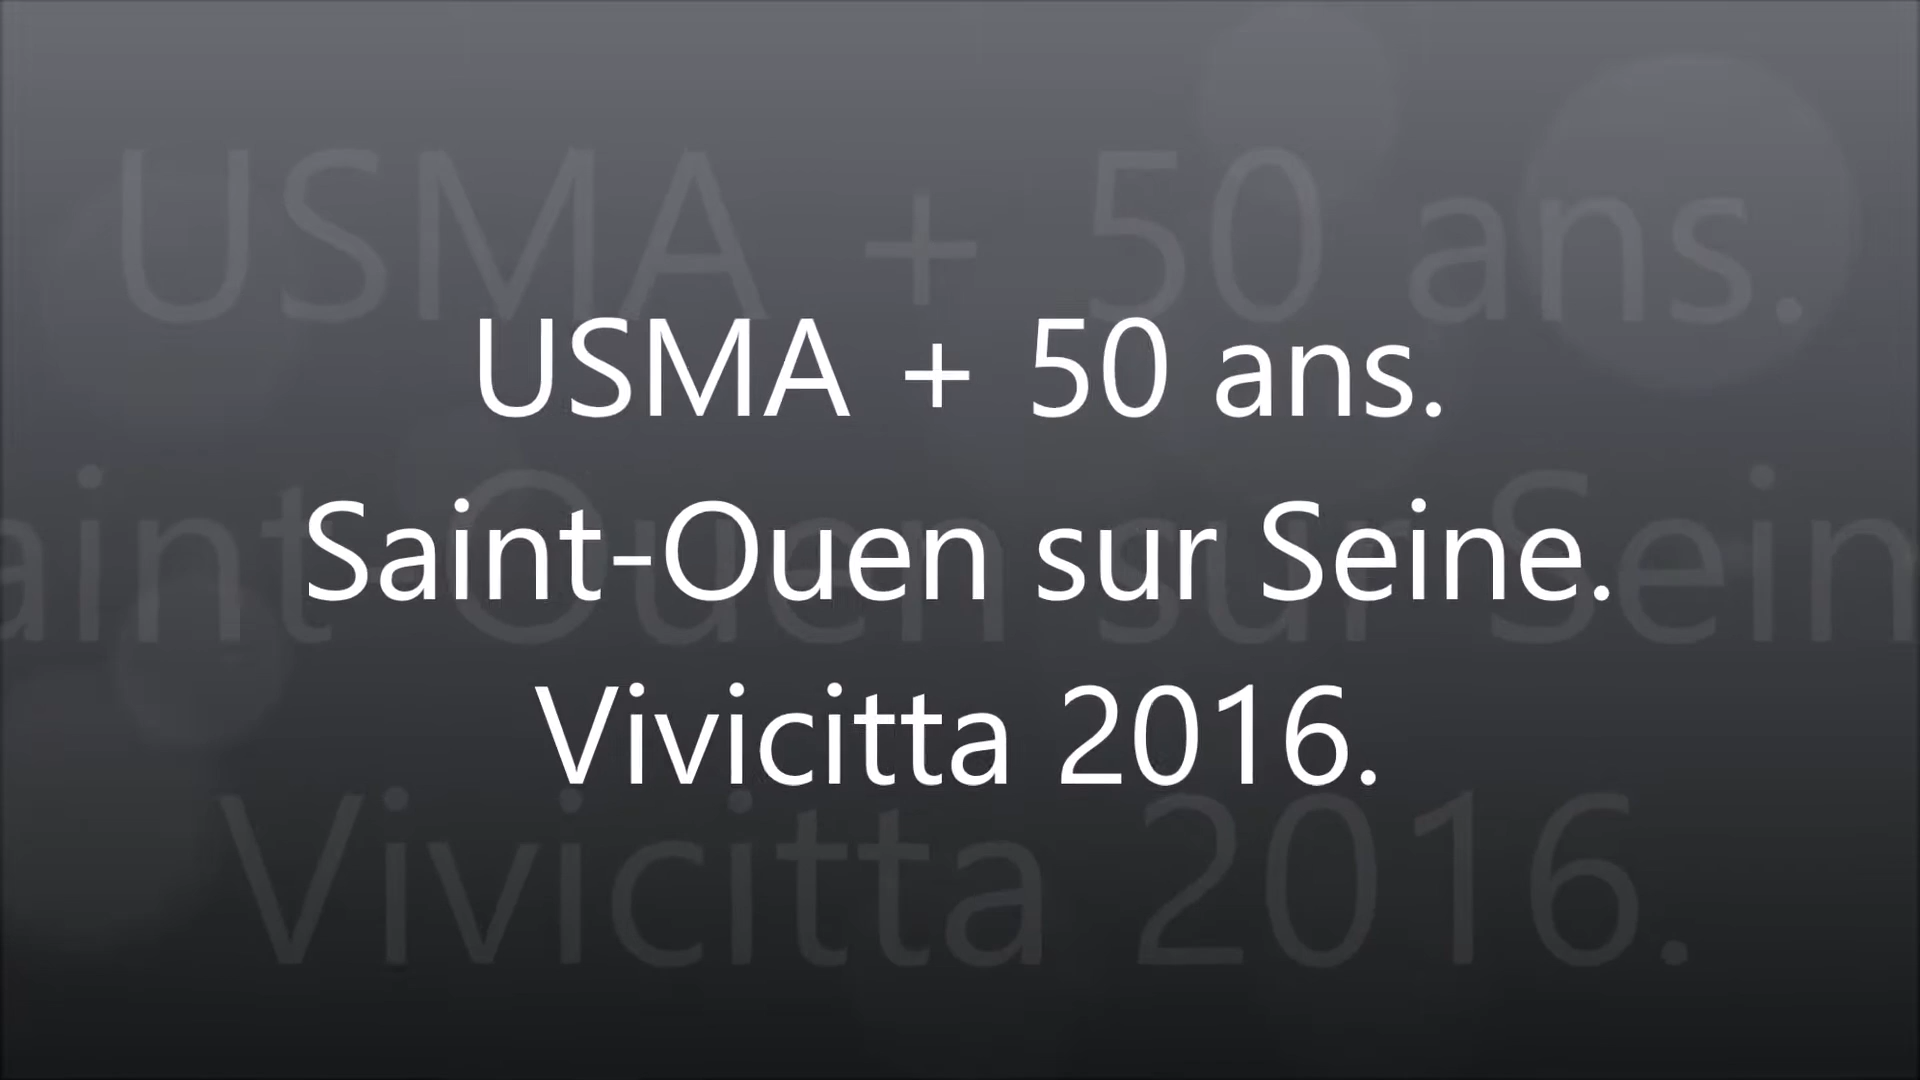 USMA + 50 ans.
Saint-Ouen sur Seine.
Vivicitta 2016.